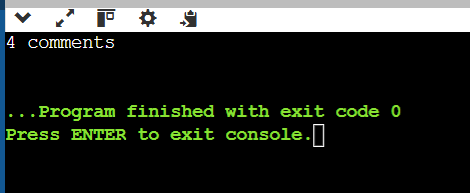 4 comments
...Program finished with exit code 0
Press ENTER to exit console.